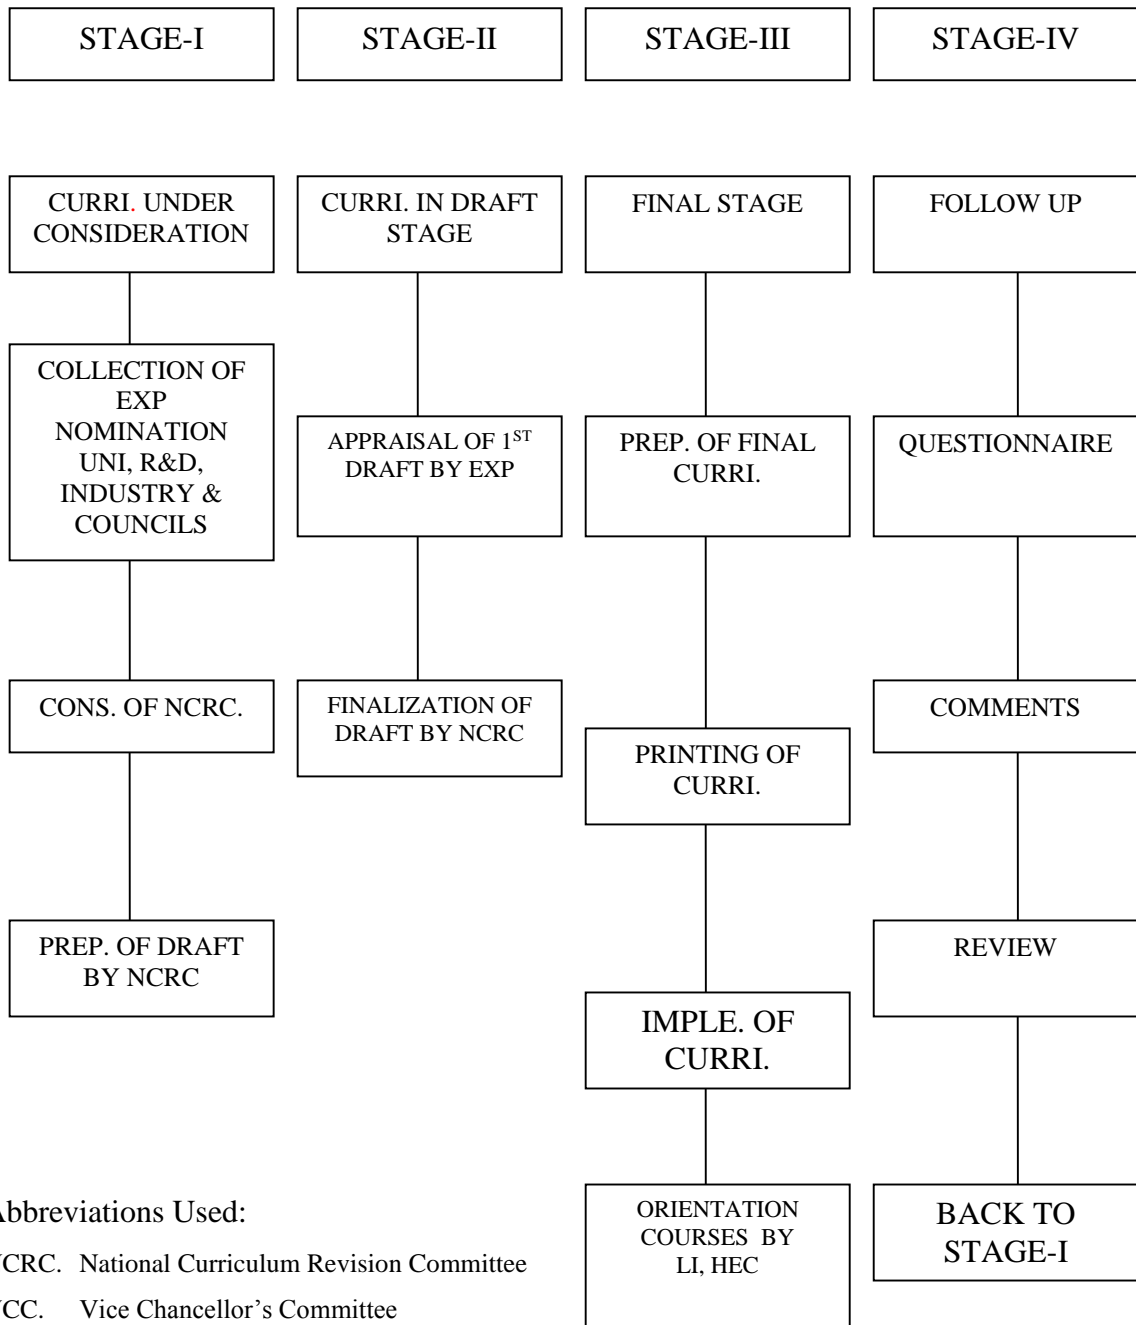 STAGE-I
STAGE-II
STAGE-III
STAGE-IV
CURRI. UNDER
CONSIDERATION
COLLECTION OF
EXP
NOMINATION
UNI, R&D,
INDUSTRY &
COUNCILS
CONS. OF NCRC.
PREP. OF DRAFT
BY NCRC
CURRI. IN DRAFT
STAGE
APPRAISAL OF 1ST
DRAFT BY EXP
FINALIZATION OF
DRAFT BY NCRC
FINAL STAGE
PREP. OF FINAL
CURRI.
PRINTING OF
CURRI.
IMPLE. OF
CURRI.
ORIENTATION
COURSES BY
LI, HEC
FOLLOW UP
QUESTIONNAIRE
COMMENTS
REVIEW
BACK TO
STAGE-I
Abbreviations Used:
NCRC. National Curriculum Revision Committee
VCC. Vice Chancellor’s Committee